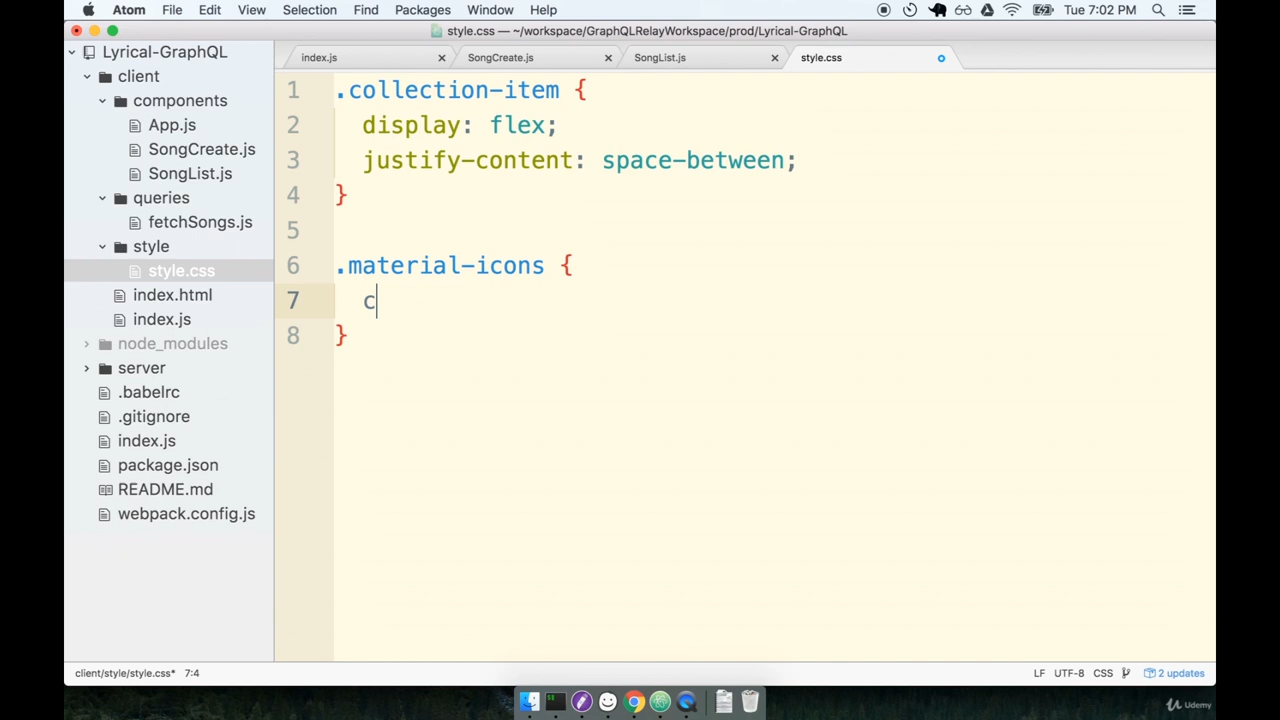 Atom File Edit View Selection Find Packages Window Help Tue 7:02 PM
style.css — ~/workspace/GraphQLRelayWorkspace/prod/Lyrical-GraphQL
Lyrical-GraphQL
client
components
App.js
SongCreate.js
SongList.js
queries
fetchSongs.js
style
style.css
index.html
index.js
node_modules
server
.babelrc
.gitignore
index.js
package.json
README.md
webpack.config.js
index.js SongCreate.js SongList.js style.css
1 .collection-item {
2 display: flex;
3 justify-content: space-between;
4 }
5
6 .material-icons {
7 c
8 }
client/style/style.css* 7:4 LF UTF-8 CSS 2 updates
Udemy